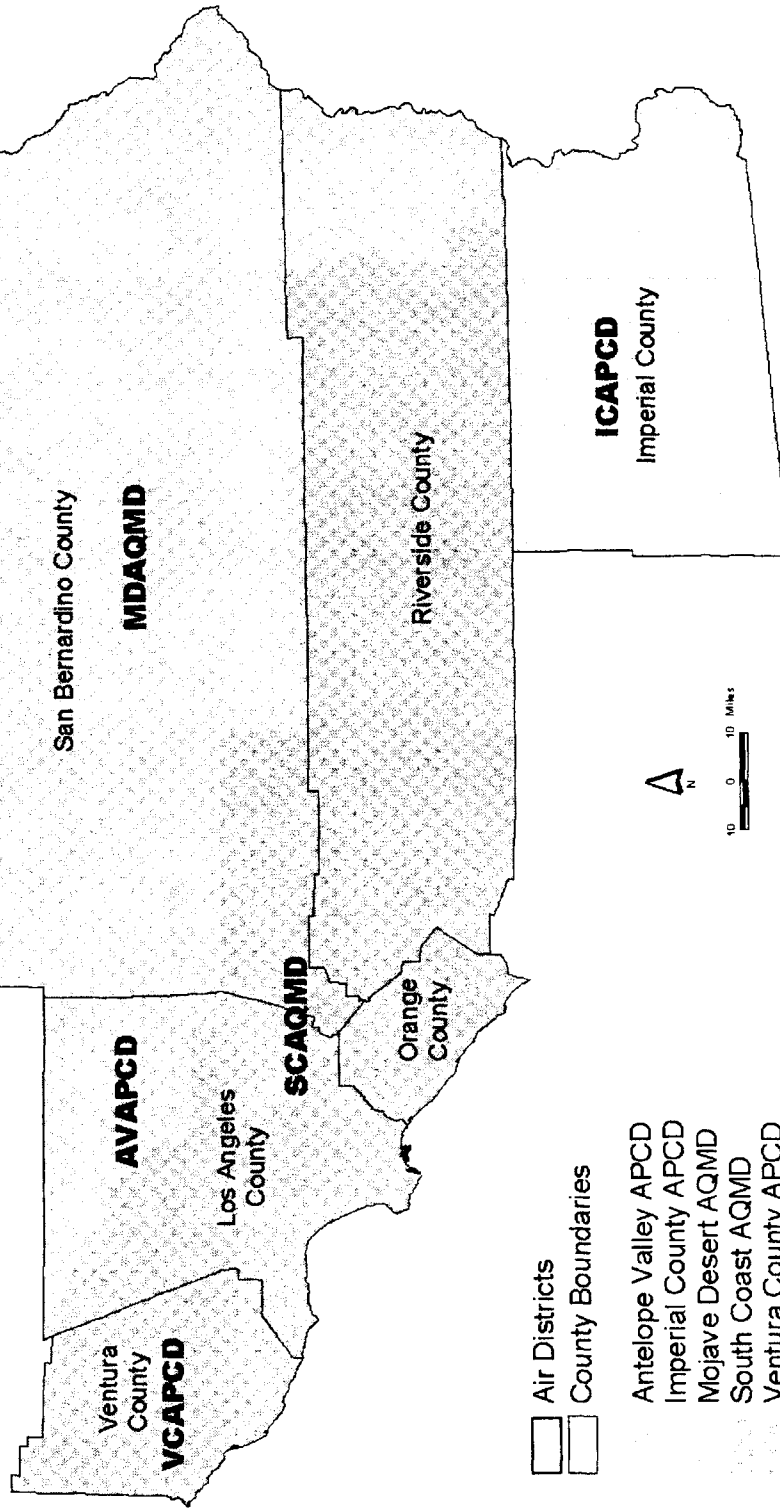 San Bernardino County
MDAQMD
AVAPCD
Los Angeles
County
Ventura
County
VCAPCD
SCAQMD
Orange
County
Riverside County
ICAPCD
Imperial County
N
10 0 10 Miles
Air Districts
County Boundaries
Antelope Valley APCD
Imperial County APCD
Mojave Desert AQMD
South Coast AQMD
Ventura County APCD